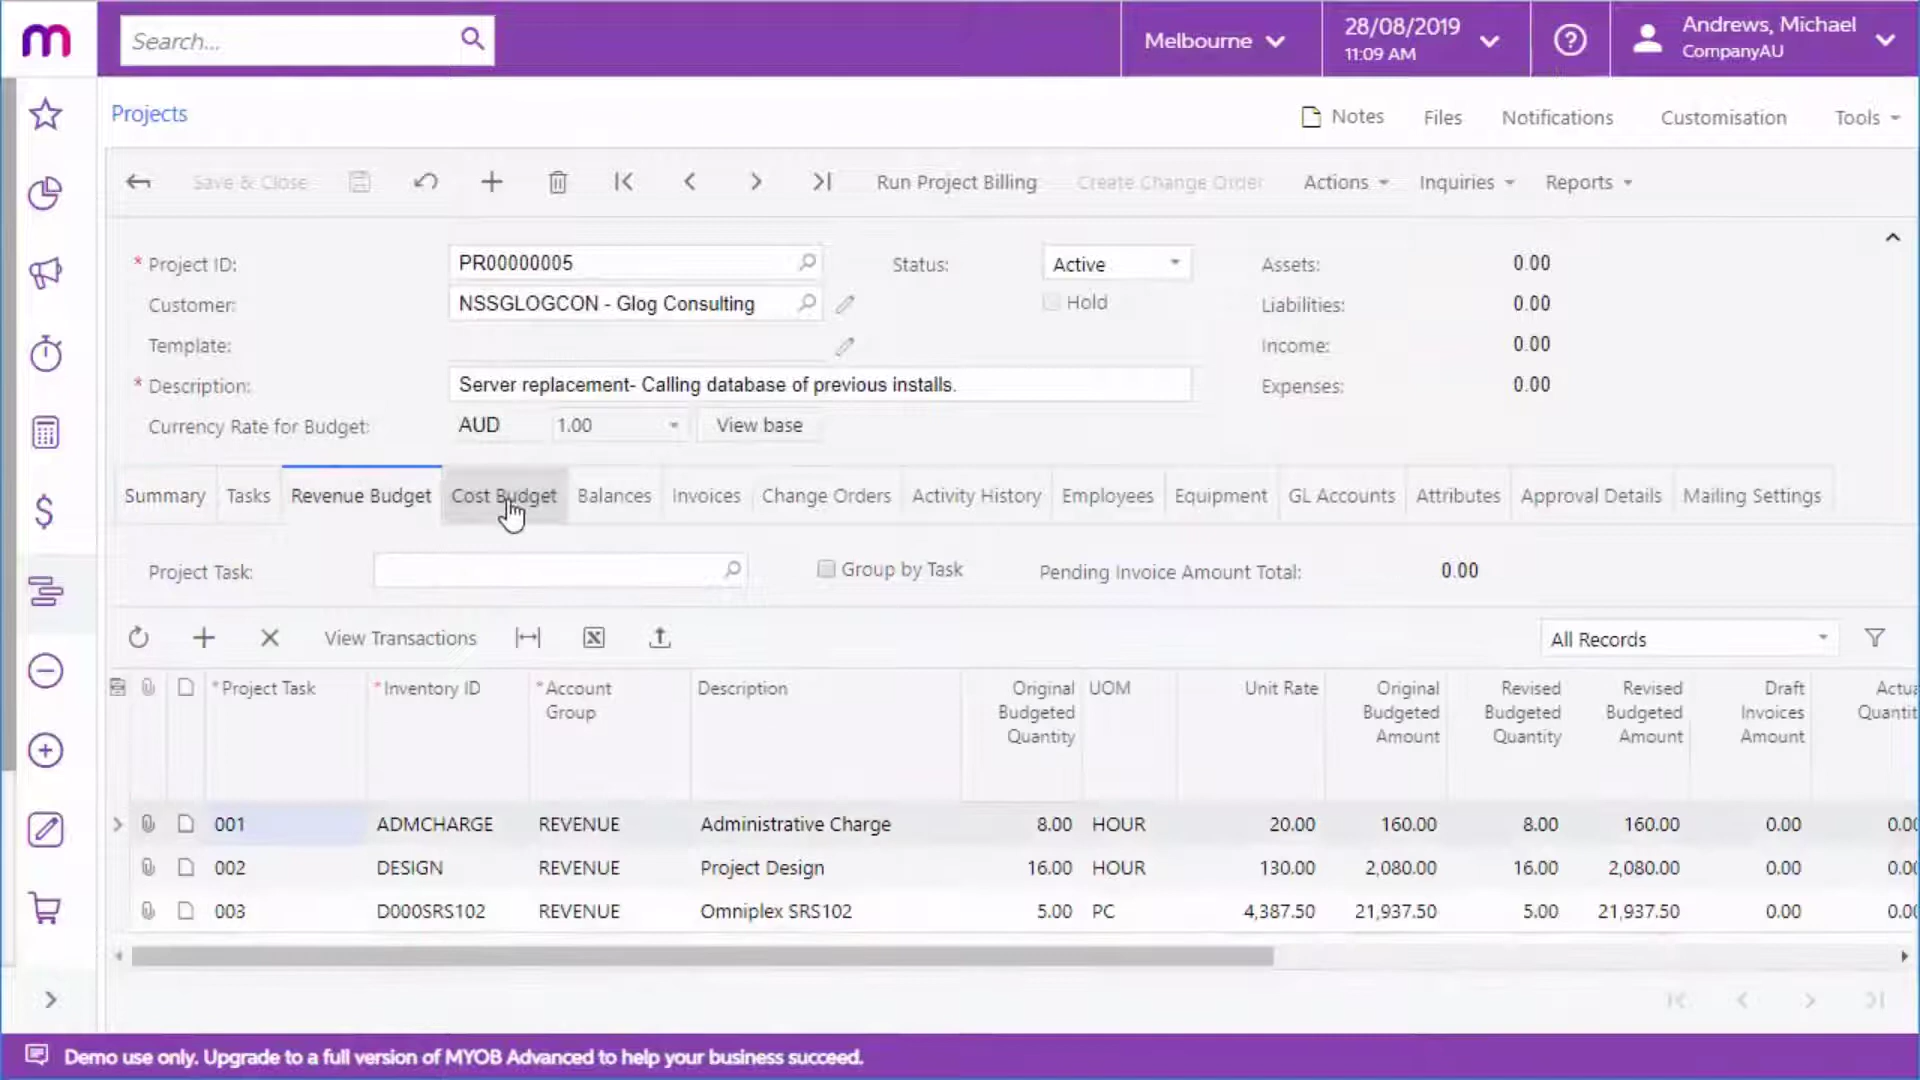 m
Search...
Melbourne
28/08/2019
11:09 AM
Andrews, Michael
CompanyAU
Projects
Notes
Files
Notifications
Customisation
Tools
Save & Close
Run Project Billing
Create Change Order
Actions
Inquiries
Reports
* Project ID:
PR00000005
Status:
Active
Assets:
0.00
Customer:
NSSGLOGCON - Glog Consulting
Hold
Liabilities:
0.00
Template:
Income:
0.00
* Description:
Server replacement- Calling database of previous installs.
Expenses:
0.00
Currency Rate for Budget:
AUD
1.00
View base
Summary
Tasks
Revenue Budget
Cost Budget
Balances
Invoices
Change Orders
Activity History
Employees
Equipment
GL Accounts
Attributes
Approval Details
Mailing Settings
Project Task:
Group by Task
Pending Invoice Amount Total:
0.00
View Transactions
All Records
* Project Task
* Inventory ID
* Account
Group
Description
Original
Budgeted
Quantity
UOM
Unit Rate
Original
Budgeted
Amount
Revised
Budgeted
Quantity
Revised
Budgeted
Amount
Draft
Invoices
Amount
Actua
Quantit
001 ADMCHARGE REVENUE Administrative Charge 8.00 HOUR 20.00 160.00 8.00 160.00 0.00 0.00
002 DESIGN REVENUE Project Design 16.00 HOUR 130.00 2,080.00 16.00 2,080.00 0.00 0.00
003 D000SRS102 REVENUE Omniplex SRS102 5.00 PC 4,387.50 21,937.50 5.00 21,937.50 0.00 0.00
Demo use only. Upgrade to a full version of MYOB Advanced to help your business succeed.